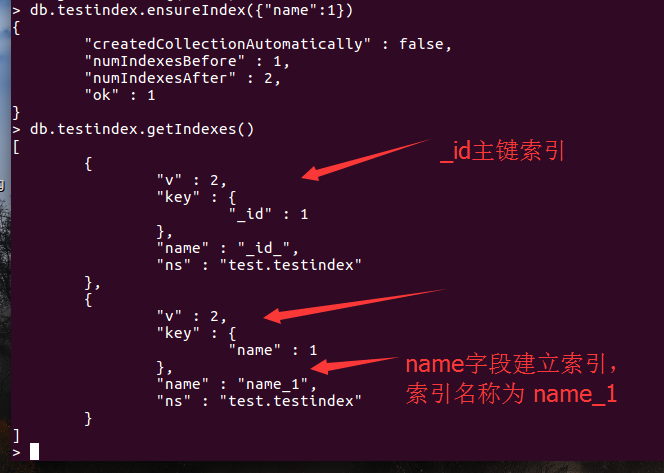 > db.testindex.ensureIndex({"name":1})
{
"createdCollectionAutomatically" : false,
"numIndexesBefore" : 1,
"numIndexesAfter" : 2,
"ok" : 1
}
> db.testindex.getIndexes()
[
{
"v" : 2,
"key" : {
"_id" : 1
},
"name" : "_id_",
"ns" : "test.testindex"
},
{
"v" : 2,
"key" : {
"name" : 1
},
"name" : "name_1",
"ns" : "test.testindex"
}
]
>
_id主键索引
name字段建立索引，
索引名称为 name_1